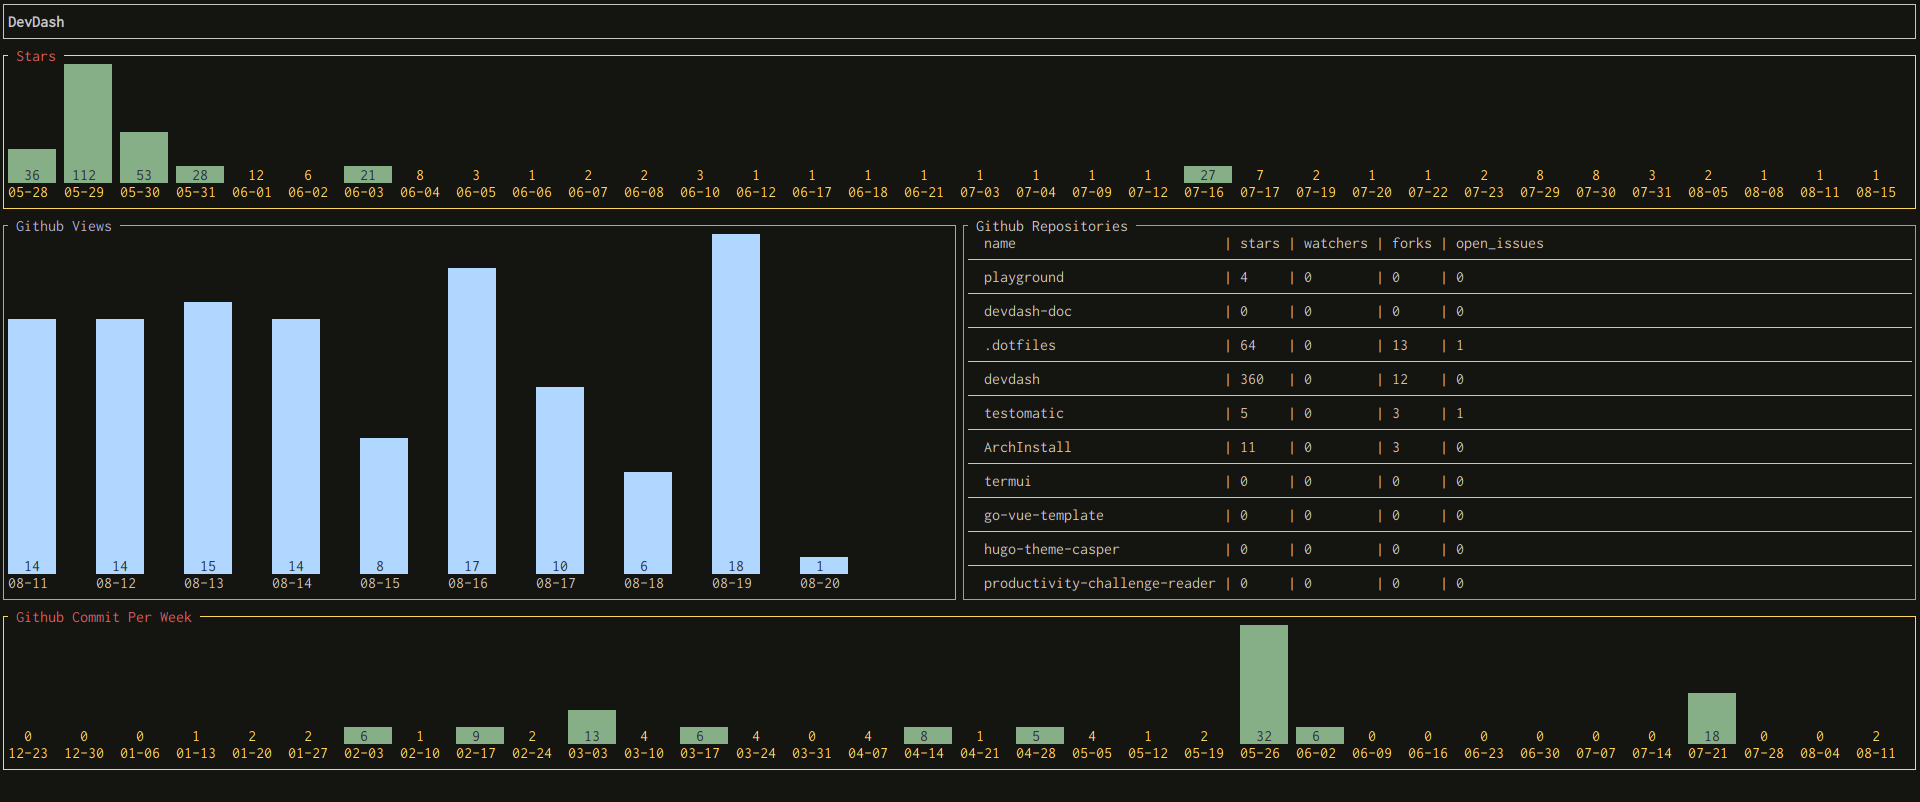 DevDash
Stars
36 112 53 28 12 6 21 8 3 1 2 2 3 1 1 1 1 1 1 1 1 27 7 2 1 1 2 8 8 3 2 1 1 1
05-28 05-29 05-30 05-31 06-01 06-02 06-03 06-04 06-05 06-06 06-07 06-08 06-10 06-12 06-17 06-18 06-21 07-03 07-04 07-09 07-12 07-16 07-17 07-19 07-20 07-22 07-23 07-29 07-30 07-31 08-05 08-08 08-11 08-15
Github Views
14 14 15 14 8 17 10 6 18 1
08-11 08-12 08-13 08-14 08-15 08-16 08-17 08-18 08-19 08-20
Github Repositories
name | stars | watchers | forks | open_issues
playground | 4 | 0 | 0 | 0
devdash-doc | 0 | 0 | 0 | 0
.dotfiles | 64 | 0 | 13 | 1
devdash | 360 | 0 | 12 | 0
testomatic | 5 | 0 | 3 | 1
ArchInstall | 11 | 0 | 3 | 0
termui | 0 | 0 | 0 | 0
go-vue-template | 0 | 0 | 0 | 0
hugo-theme-casper | 0 | 0 | 0 | 0
productivity-challenge-reader | 0 | 0 | 0 | 0
Github Commit Per Week
0 0 0 1 2 2 6 1 9 2 13 4 6 4 0 4 8 1 5 4 1 2 32 6 0 0 0 0 0 0 18 0 0 2
12-23 12-30 01-06 01-13 01-20 01-27 02-03 02-10 02-17 02-24 03-03 03-10 03-17 03-24 03-31 04-07 04-14 04-21 04-28 05-05 05-12 05-19 05-26 06-02 06-09 06-16 06-23 06-30 07-07 07-14 07-21 07-28 08-04 08-11